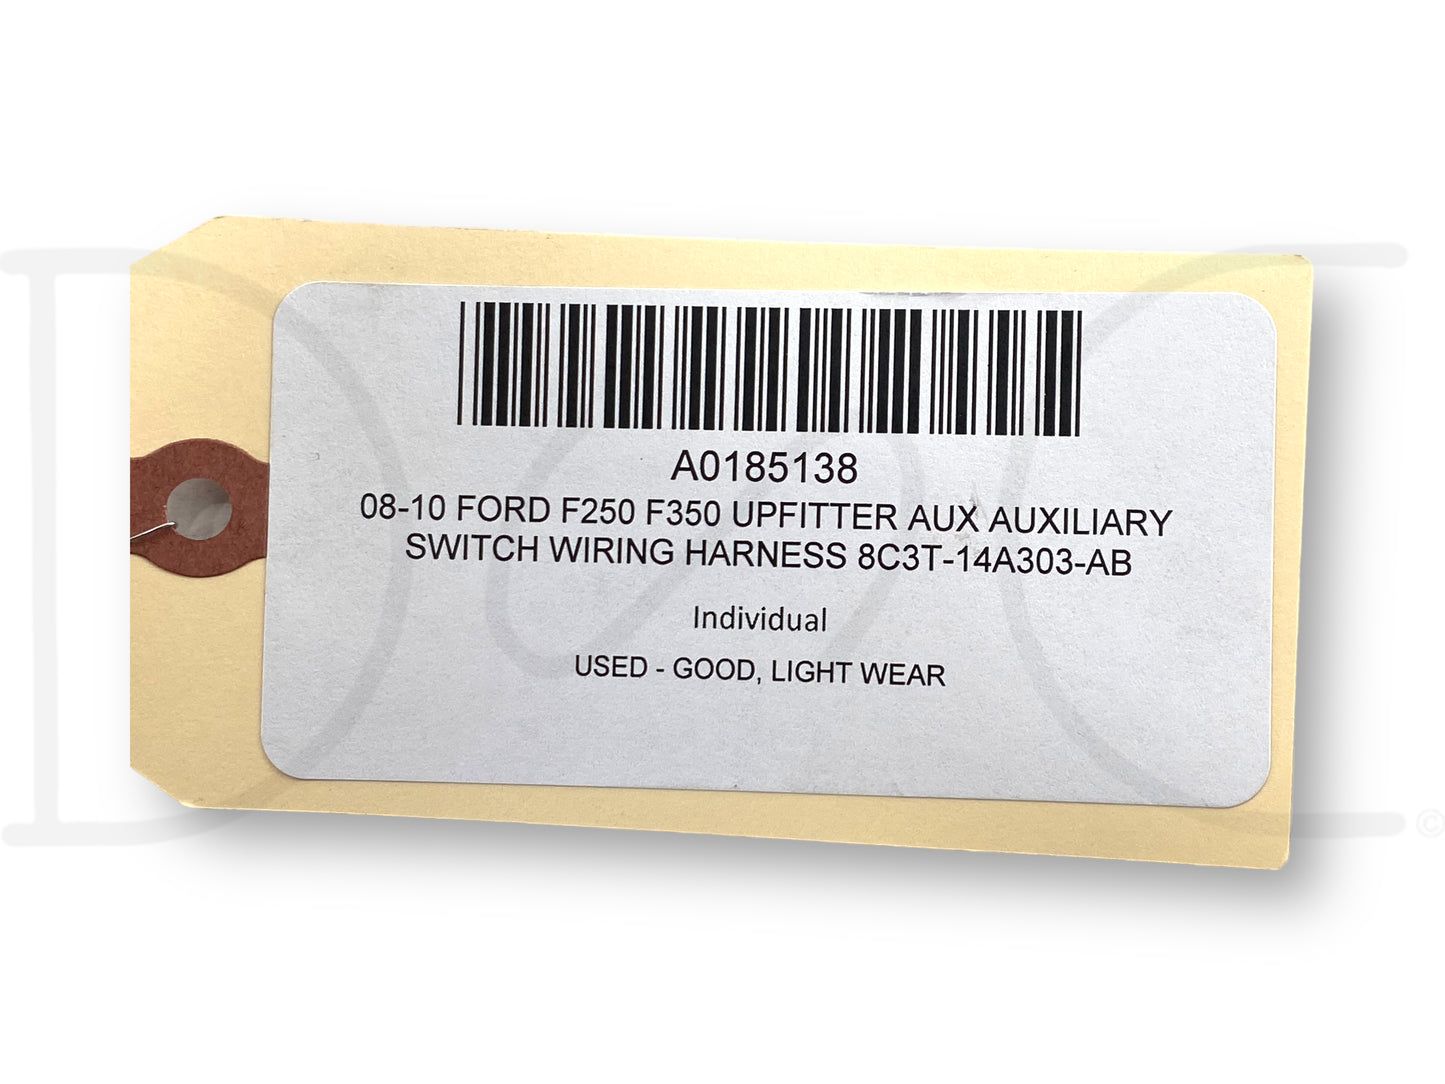 A0185138
08-10 FORD F250 F350 UPFITTER AUX AUXILIARY
SWITCH WIRING HARNESS 8C3T-14A303-AB
Individual
USED - GOOD, LIGHT WEAR
©